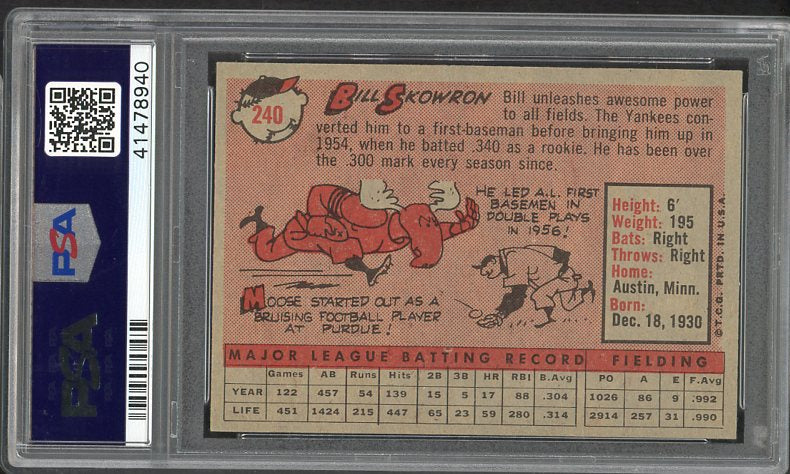 PSA
41478940
PSA
240
BILL SKOWRON
Bill unleashes awesome power
to all fields. The Yankees con-
verted him to a first-baseman before bringing him up in
1954, when he batted .340 as a rookie. He has been over
the .300 mark every season since.
HE LED A.L. FIRST
BASEMEN IN
DOUBLE PLAYS
IN 1956!
MOOSE STARTED OUT AS A
BRUISING FOOTBALL PLAYER
AT PURDUE!
Height: 6′
Weight: 195
Bats: Right
Throws: Right
Home:
Austin, Minn.
Born:
Dec. 18, 1930
© T.C.G. PRTD. IN U.S.A.
MAJOR LEAGUE BATTING RECORD FIELDING
Games AB Runs Hits 2B 3B HR RBI B.Avg PO A E F.Avg
YEAR 122 457 54 139 15 5 17 88 .304 1026 86 9 .992
LIFE 451 1424 215 447 65 23 59 280 .314 2914 257 31 .990